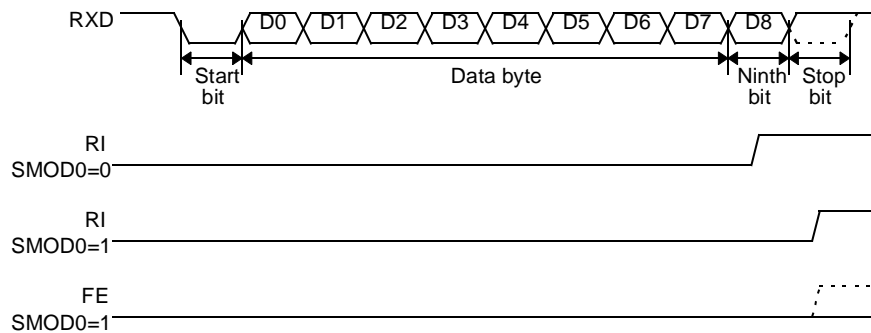 RXD
D0 D1 D2 D3 D4 D5 D6 D7 D8
Start bit
Data byte
Ninth bit
Stop bit
RI
SMOD0=0
RI
SMOD0=1
FE
SMOD0=1